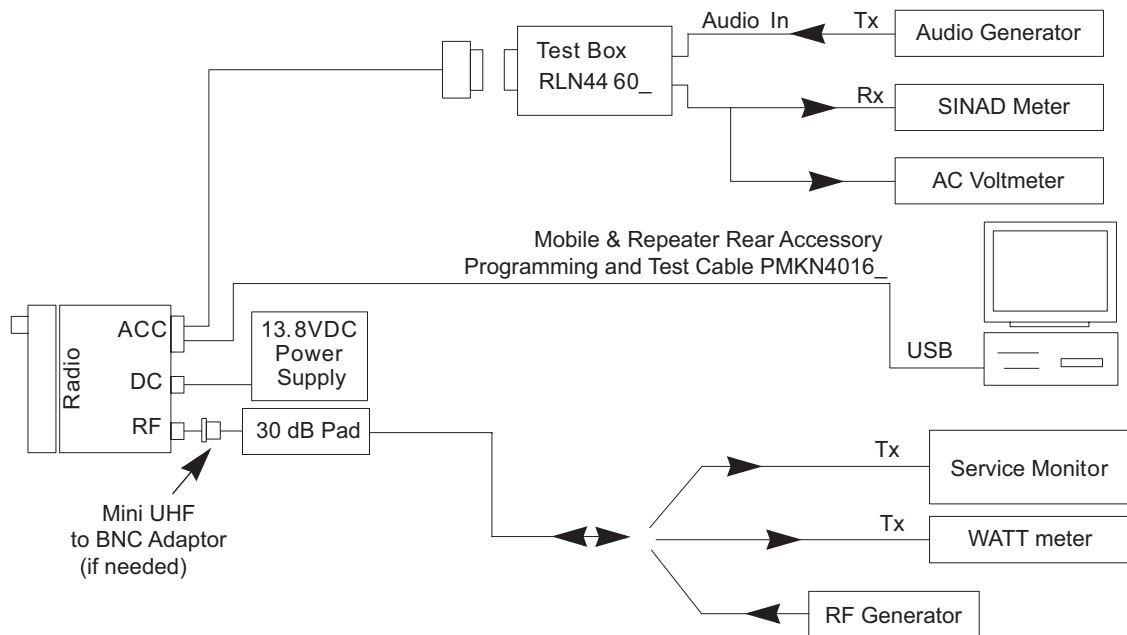 Audio In
Tx
Audio Generator
Test Box
RLN44 60_
Rx
SINAD Meter
AC Voltmeter
Mobile & Repeater Rear Accessory
Programming and Test Cable PMKN4016_
USB
Radio
ACC
DC
RF
13.8VDC
Power
Supply
30 dB Pad
Mini UHF
to BNC Adaptor
(if needed)
Tx
Service Monitor
Tx
WATT meter
RF Generator